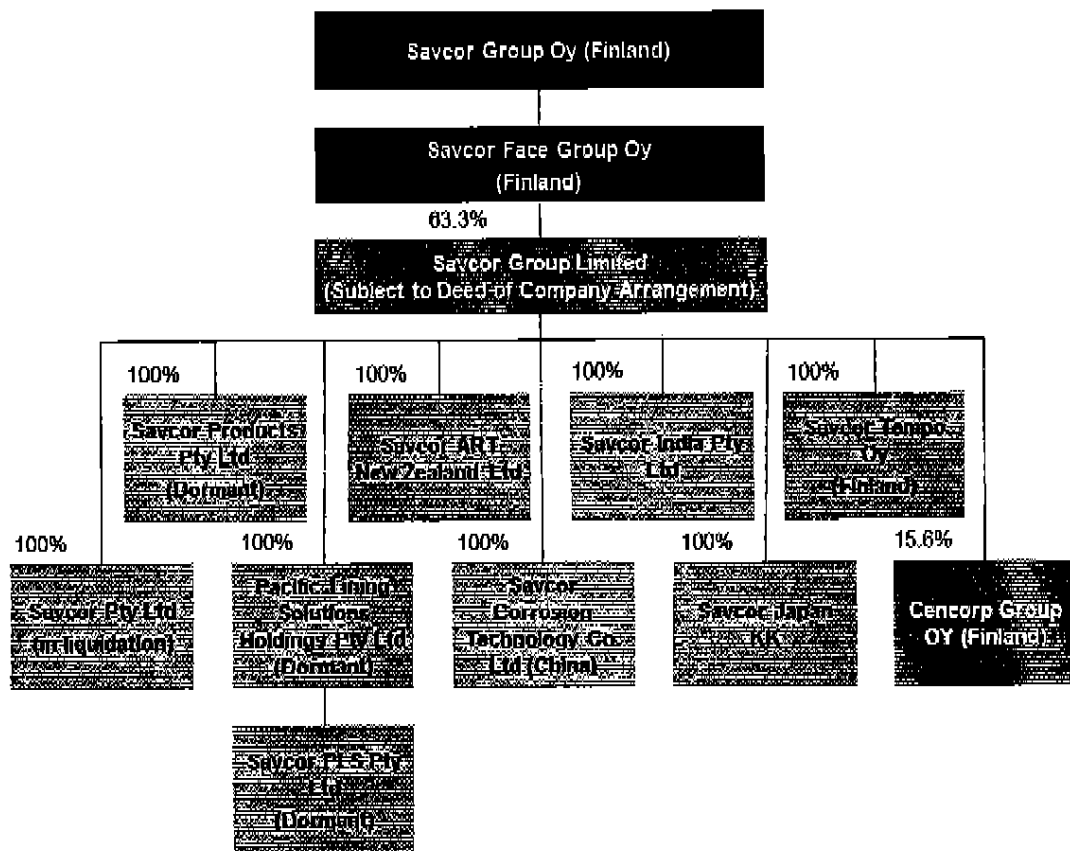 Savcor Group Oy (Finland)
Savcor Face Group Oy
(Finland)
63.3%
Savcor Group Limited
(Subject to Deed of Company Arrangement)
100%
100%
100%
100%
Savcor Products
Pty Ltd
(Dormant)
Savcor ART
New Zealand Ltd
Savcor India Pty
Ltd
Savcor Tempo
Oy
(Finland)
100%
100%
100%
100%
15.6%
Savcor Pty Ltd
(in liquidation)
Pacific Lining
Solutions
Holdings Pty Ltd
(Dormant)
Savcor
Corrosion
Technology Co
Ltd (China)
Savcor Japan
KK
Cencorp Group
OY (Finland)
Savcor PLS Pty
Ltd
(Dormant)